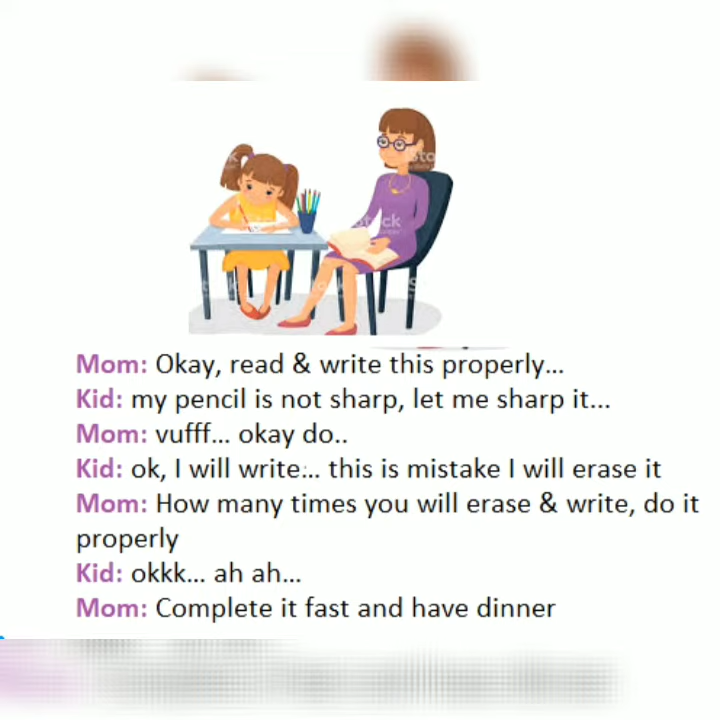 Mom: Okay, read & write this properly...
Kid: my pencil is not sharp, let me sharp it...
Mom: vufff... okay do..
Kid: ok, I will write... this is mistake I will erase it
Mom: How many times you will erase & write, do it
properly
Kid: okkk... ah ah...
Mom: Complete it fast and have dinner